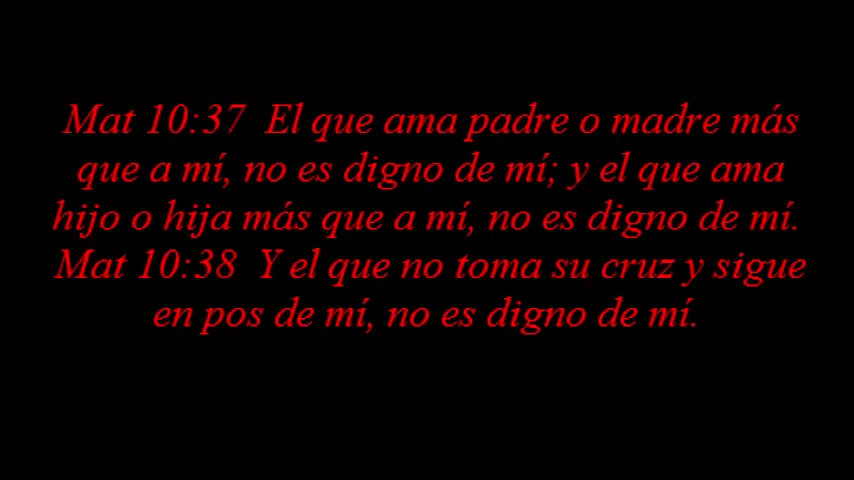 Mat 10:37  El que ama padre o madre más
que a mí, no es digno de mí; y el que ama
hijo o hija más que a mí, no es digno de mí.
Mat 10:38  Y el que no toma su cruz y sigue
en pos de mí, no es digno de mí.